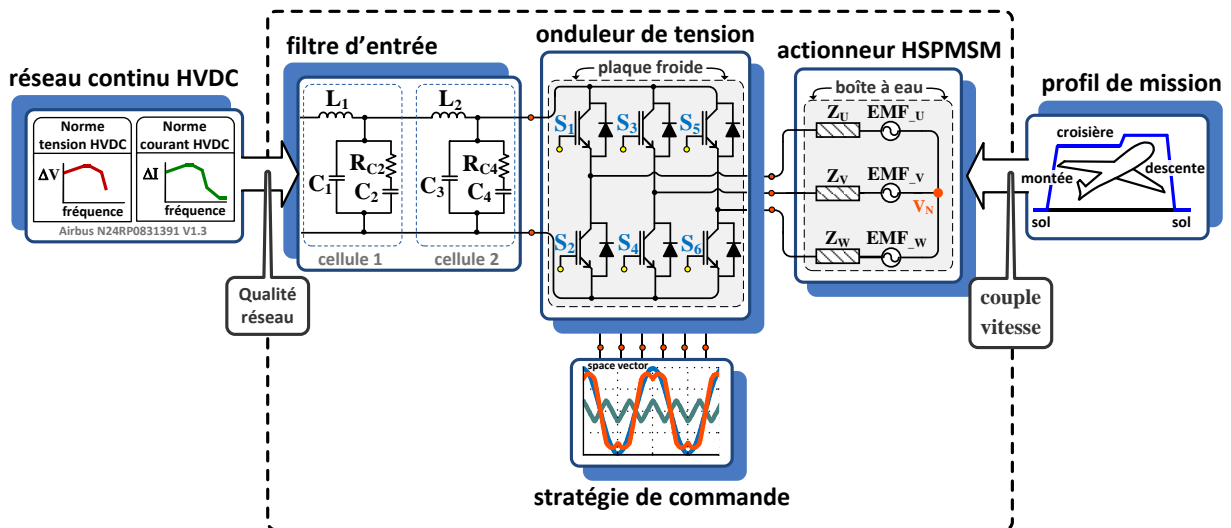 réseau continu HVDC
Norme
tension HVDC
ΔV
fréquence
Norme
courant HVDC
ΔI
fréquence
Airbus N24RP0831391 V1.3
Qualité
réseau
filtre d'entrée
L1
C1
RC2
C2
cellule 1
L2
C3
RC4
C4
cellule 2
onduleur de tension
plaque froide
S1
S3
S5
S2
S4
S6
actionneur HSPMSM
boîte à eau
ZU
EMF_U
ZV
EMF_V
VN
ZW
EMF_W
profil de mission
croisière
montée
descente
sol
sol
couple
vitesse
space vector
stratégie de commande